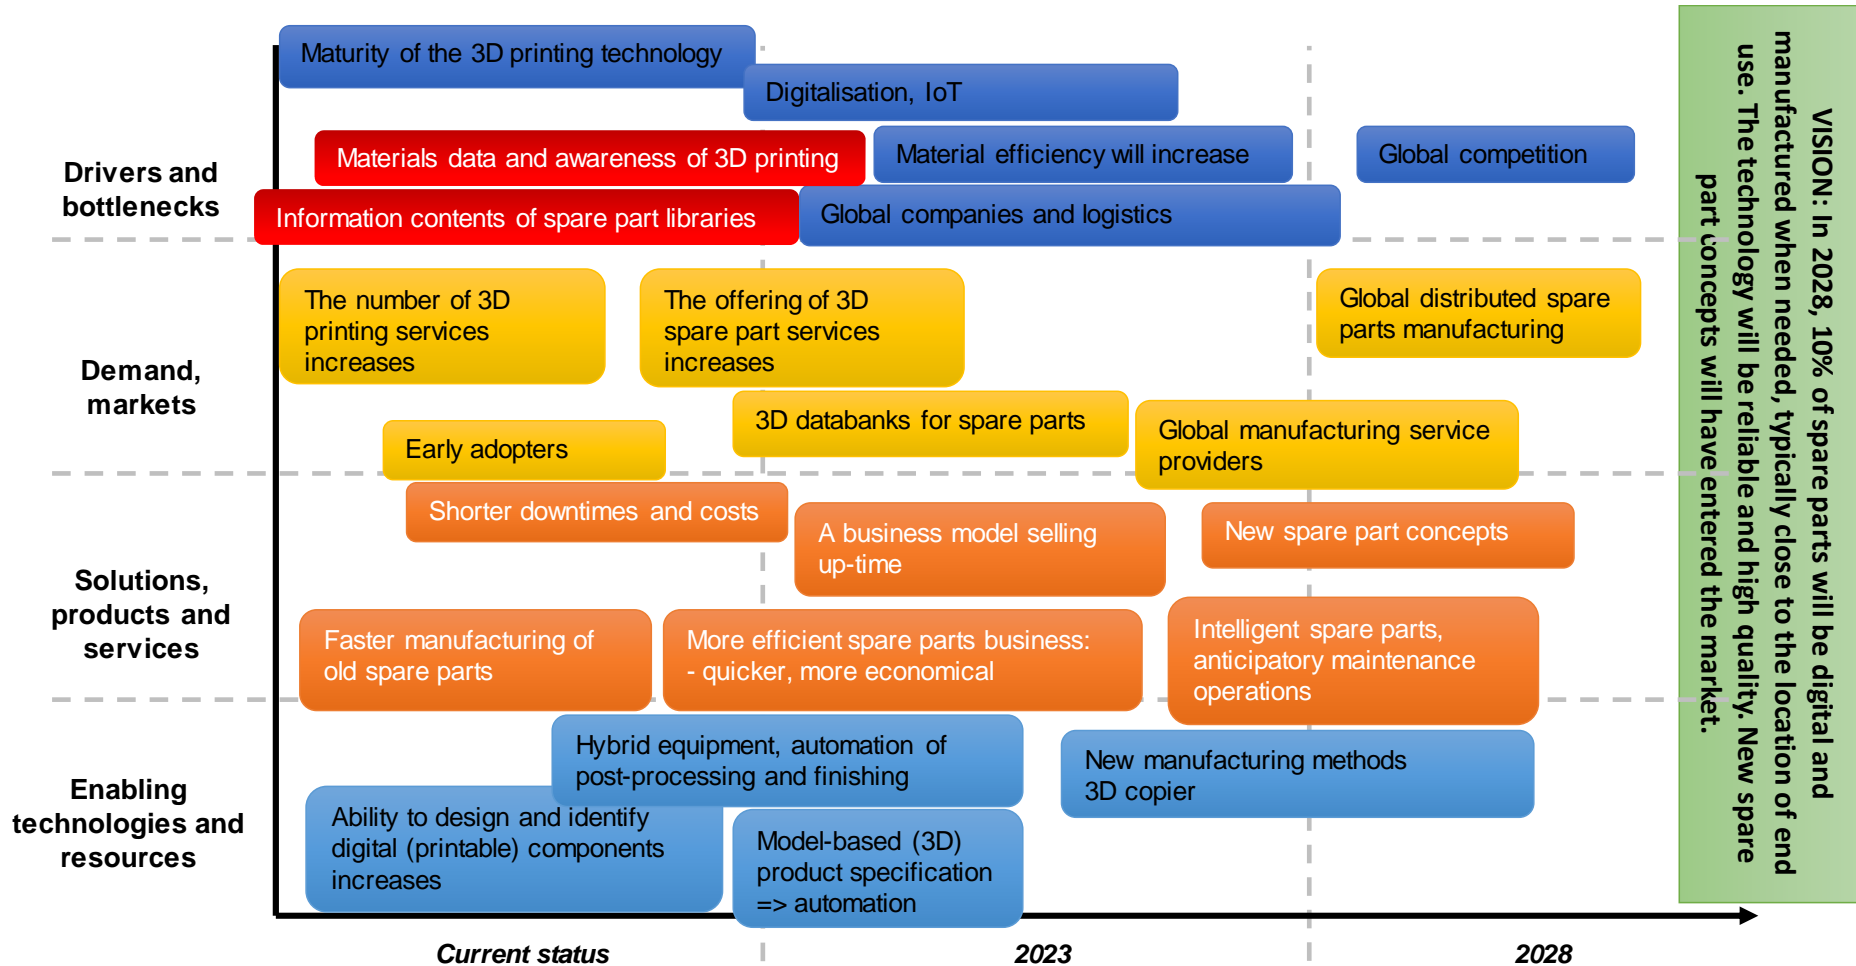 Maturity of the 3D printing technology
Digitalisation, IoT
Drivers and
bottlenecks
Materials data and awareness of 3D printing
Material efficiency will increase
Global competition
Information contents of spare part libraries
Global companies and logistics
Demand,
markets
The number of 3D
printing services
increases
The offering of 3D
spare part services
increases
Global distributed spare
parts manufacturing
3D databanks for spare parts
Early adopters
Global manufacturing service
providers
Solutions,
products and
services
Shorter downtimes and costs
A business model selling
up-time
New spare part concepts
Faster manufacturing of
old spare parts
More efficient spare parts business:
- quicker, more economical
Intelligent spare parts,
anticipatory maintenance
operations
Enabling
technologies and
resources
Hybrid equipment, automation of
post-processing and finishing
New manufacturing methods
3D copier
Ability to design and identify
digital (printable) components
increases
Model-based (3D)
product specification
=> automation
Current status
2023
2028
VISION: In 2028, 10% of spare parts will be digital and
manufactured when needed, typically close to the location of end
use. The technology will be reliable and high quality. New spare
part concepts will have entered the market.